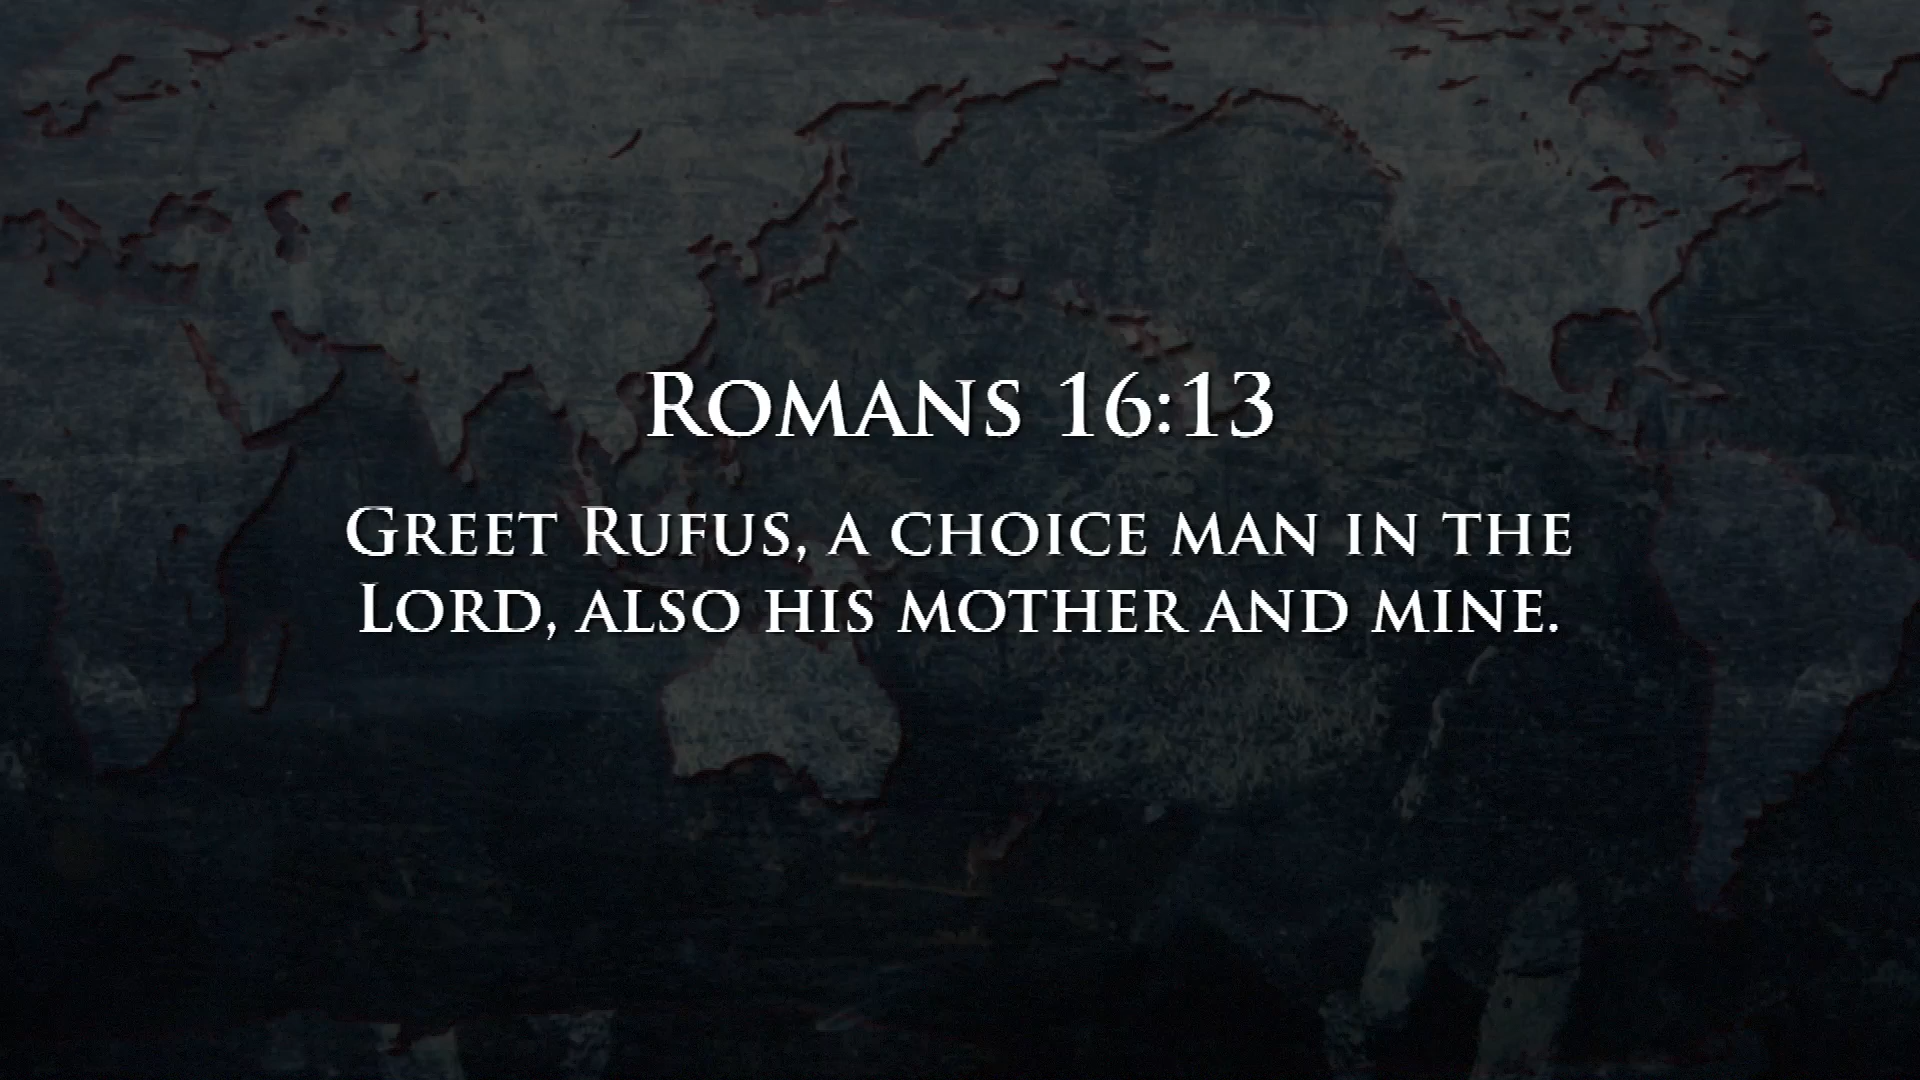 Romans 16:13
Greet Rufus, a choice man in the
Lord, also his mother and mine.